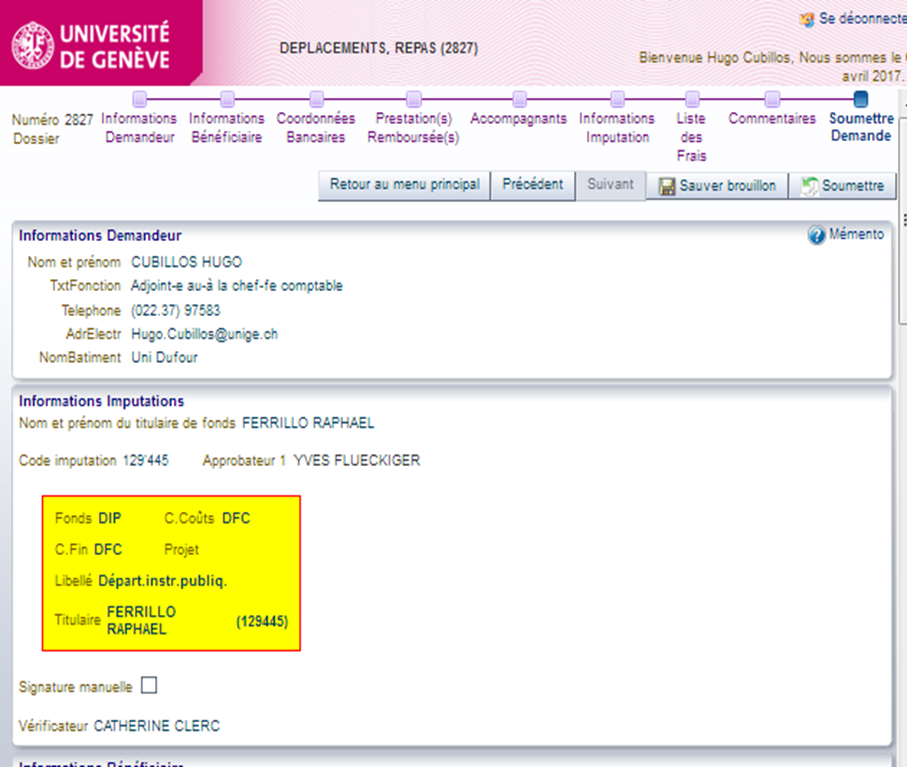 UNIVERSITÉ
DE GENÈVE
DEPLACEMENTS, REPAS (2827)
Se déconnecte
Bienvenue Hugo Cubillos, Nous sommes le
avril 2017.
Numéro 2827
Dossier
Informations
Demandeur
Informations
Bénéficiaire
Coordonnées
Bancaires
Prestation(s)
Remboursée(s)
Accompagnants
Informations
Imputation
Liste
des
Frais
Commentaires
Soumettre
Demande
Retour au menu principal
Précédent
Suivant
Sauver brouillon
Soumettre
Informations Demandeur
Mémento
Nom et prénom CUBILLOS HUGO
TxtFonction Adjoint-e au-à la chef-fe comptable
Telephone (022.37) 97583
AdrElectr Hugo.Cubillos@unige.ch
NomBatiment Uni Dufour
Informations Imputations
Nom et prénom du titulaire de fonds FERRILLO RAPHAEL
Code imputation 129'445 Approbateur 1 YVES FLUECKIGER
Fonds DIP C.Coûts DFC
C.Fin DFC Projet
Libellé Départ.instr.publiq.
Titulaire FERRILLO
RAPHAEL (129445)
Signature manuelle
Vérificateur CATHERINE CLERC
Informations Bénéficiaire